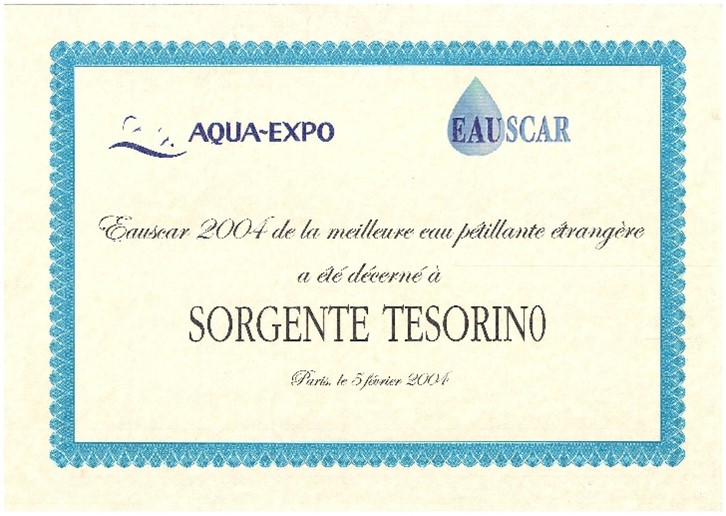 AQUA-EXPO
EAUSCAR
Eauscar 2004 de la meilleure eau pétillante étrangère
a été décerné à
SORGENTE TESORINO
Paris, le 5 février 2004